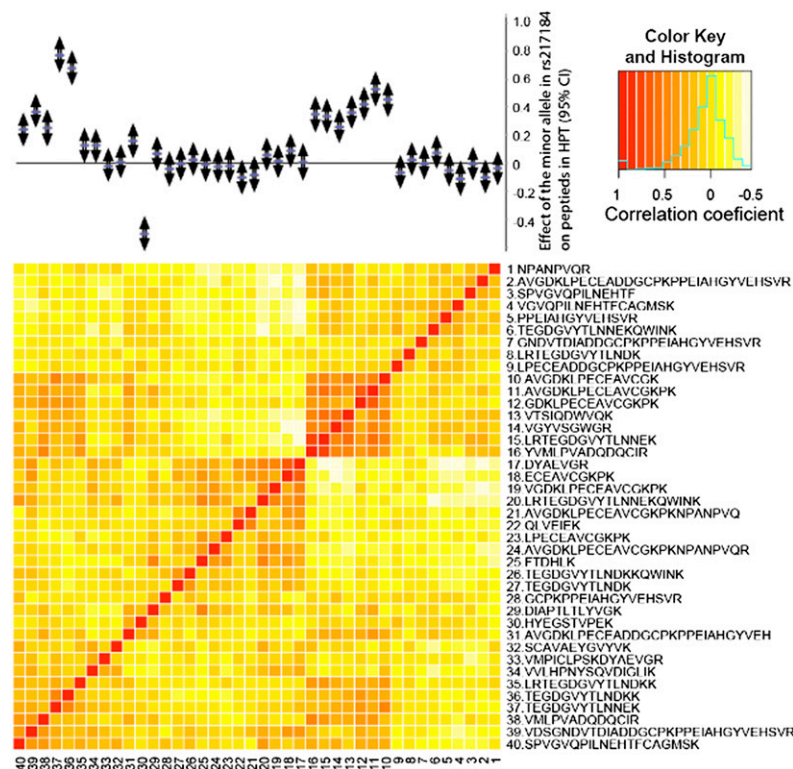 1.0
0.8
0.6
0.4
0.2
0
-0.2
-0.4
Effect of the minor allele in rs217184
on peptieds in HPT (95% CI)
Color Key
and Histogram
1 0.5 0 -0.5
Correlation coeficient
1 NPANPVQR
2.AVGDKLPECEADDGCPKPPEIAHGYVEHSVR
3.SPVGVQPILNEHTF
4 VGVQPILNEHTFCAGMSK
5.PPEIAHGYVEHSVR
6.TEGDGVYTLNNEKQWINK
7 GNDVTDIADDGCPKPPEIAHGYVEHSVR
8.LRTEGDGVYTLNDK
9.LPECEADDGCPKPPEIAHGYVEHSVR
10 AVGDKLPECEAVCGK
11.AVGDKLPECEAVCGKPK
12.GDKLPECEAVCGKPK
13 VTSIQDWVQK
14.VGYVSGWGR
15.LRTEGDGVYTLNNEK
16 YVMLPVADQDQCIR
17.DYAEVGR
18.ECEAVCGKPK
19 VGDKLPECEAVCGKPK
20.LRTEGDGVYTLNNEKQWINK
21.AVGDKLPECEAVCGKPKNPANPVQ
22 QLVEIEK
23.LPECEAVCGKPK
24.AVGDKLPECEAVCGKPKNPANPVQR
25 FTDHLK
26.TEGDGVYTLNDKKQWINK
27.TEGDGVYTLNDK
28 GCPKPPEIAHGYVEHSVR
29.DIAPTLTLYVGK
30.HYEGSTVPEK
31 AVGDKLPECEADDGCPKPPEIAHGYVEH
32.SCAVAEYGVYVK
33.VMPICLPSKDYAEVGR
34 VVLHPNYSQVDIGLIK
35.LRTEGDGVYTLNDKK
36.TEGDGVYTLNDKK
37.TEGDGVYTLNNEK
38 VMLPVADQDQCIR
39.VDSGNDVTDIADDGCPKPPEIAHGYVEHSVR
40.SPVGVQPILNEHTFCAGMSK
40 39 38 37 36 35 34 33 32 31 30 29 28 27 26 25 24 23 22 21 20 19 18 17 16 15 14 13 12 11 10 9 8 7 6 5 4 3 2 1